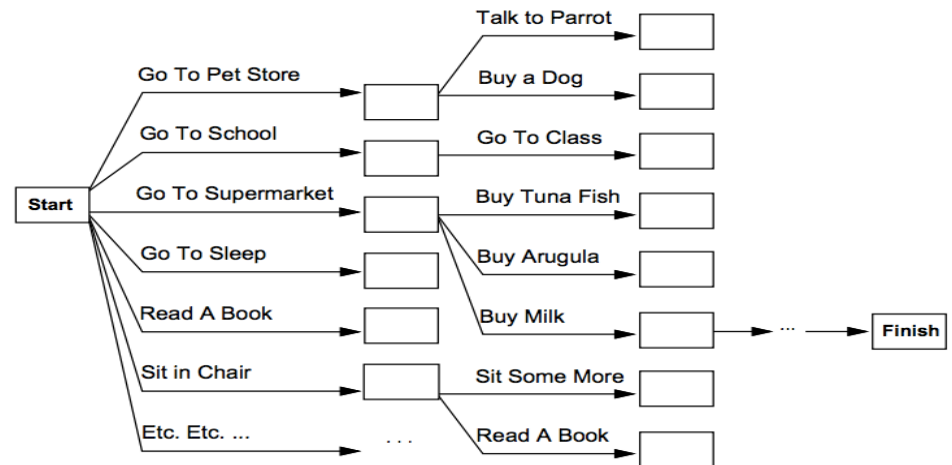 Talk to Parrot
Go To Pet Store
Buy a Dog
Go To School
Go To Class
Start
Go To Supermarket
Buy Tuna Fish
Go To Sleep
Buy Arugula
Read A Book
Buy Milk
...
Finish
Sit in Chair
Sit Some More
Etc. Etc. ...
...
Read A Book